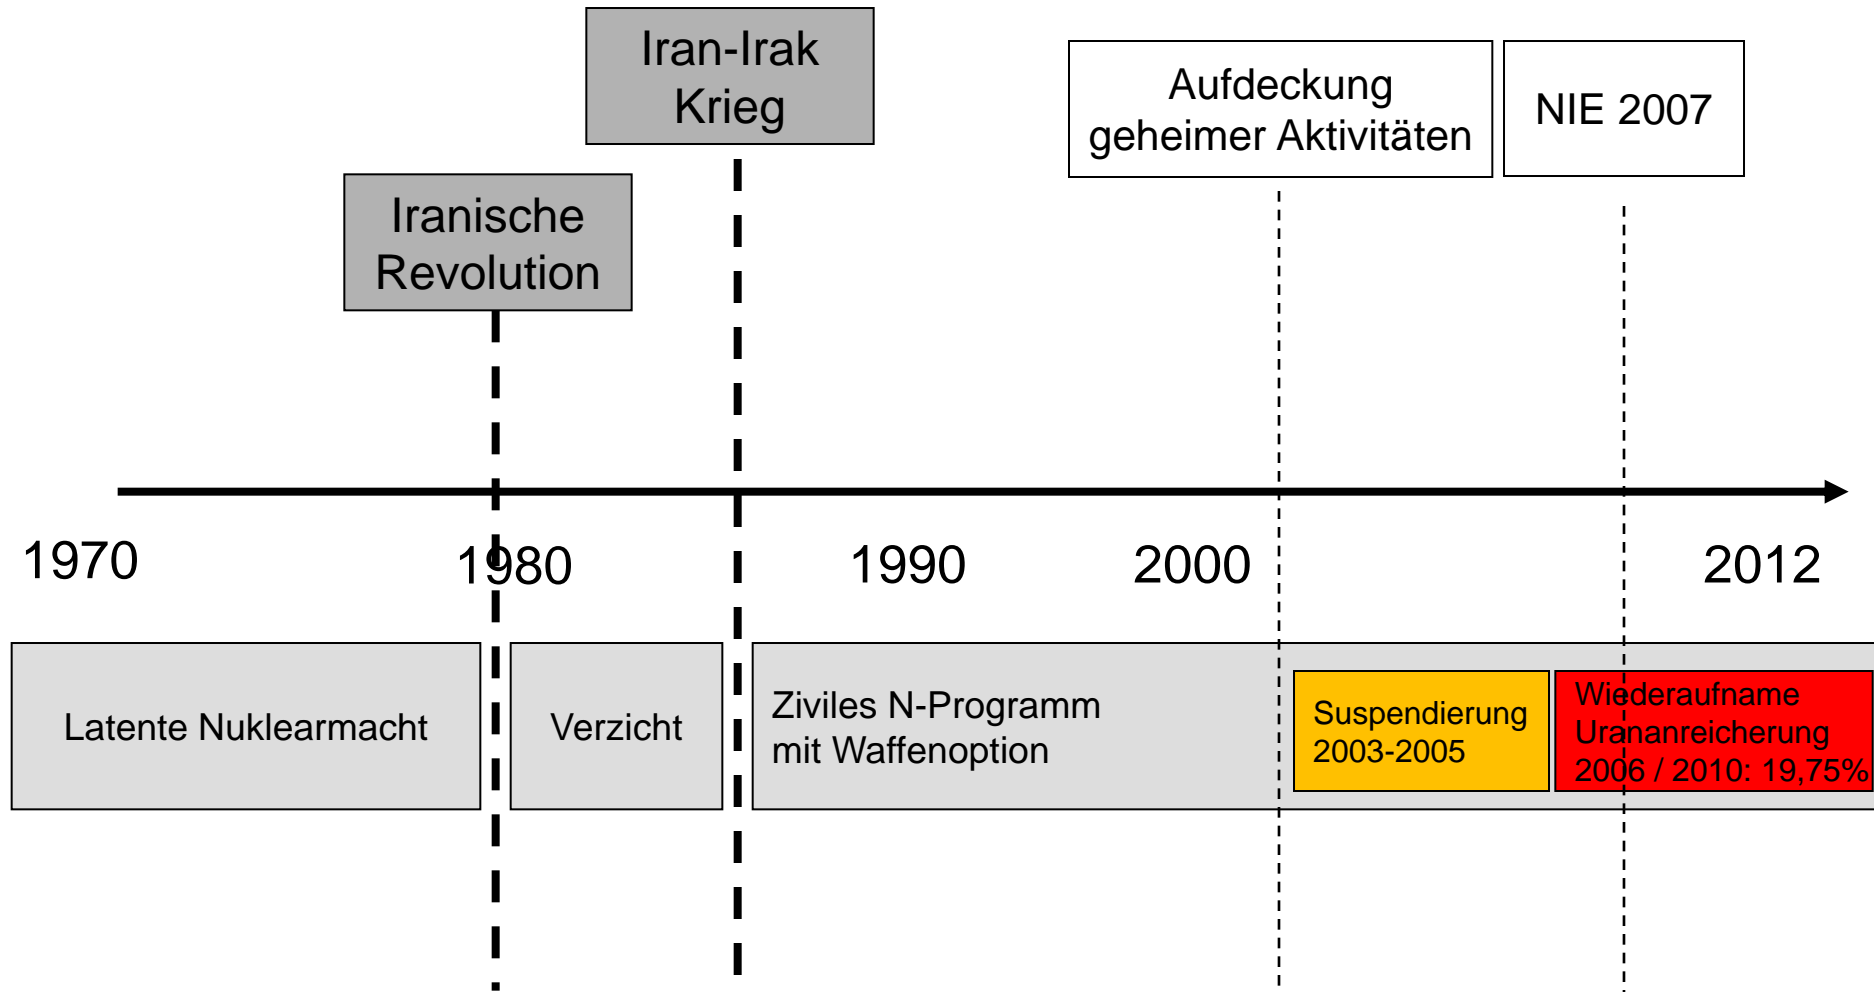 Iran-Irak
Krieg
Aufdeckung
geheimer Aktivitäten
NIE 2007
Iranische
Revolution
1970
1980
1990
2000
2012
Latente Nuklearmacht
Verzicht
Ziviles N-Programm
mit Waffenoption
Suspendierung
2003-2005
Wiederaufname
Urananreicherung
2006 / 2010: 19,75%